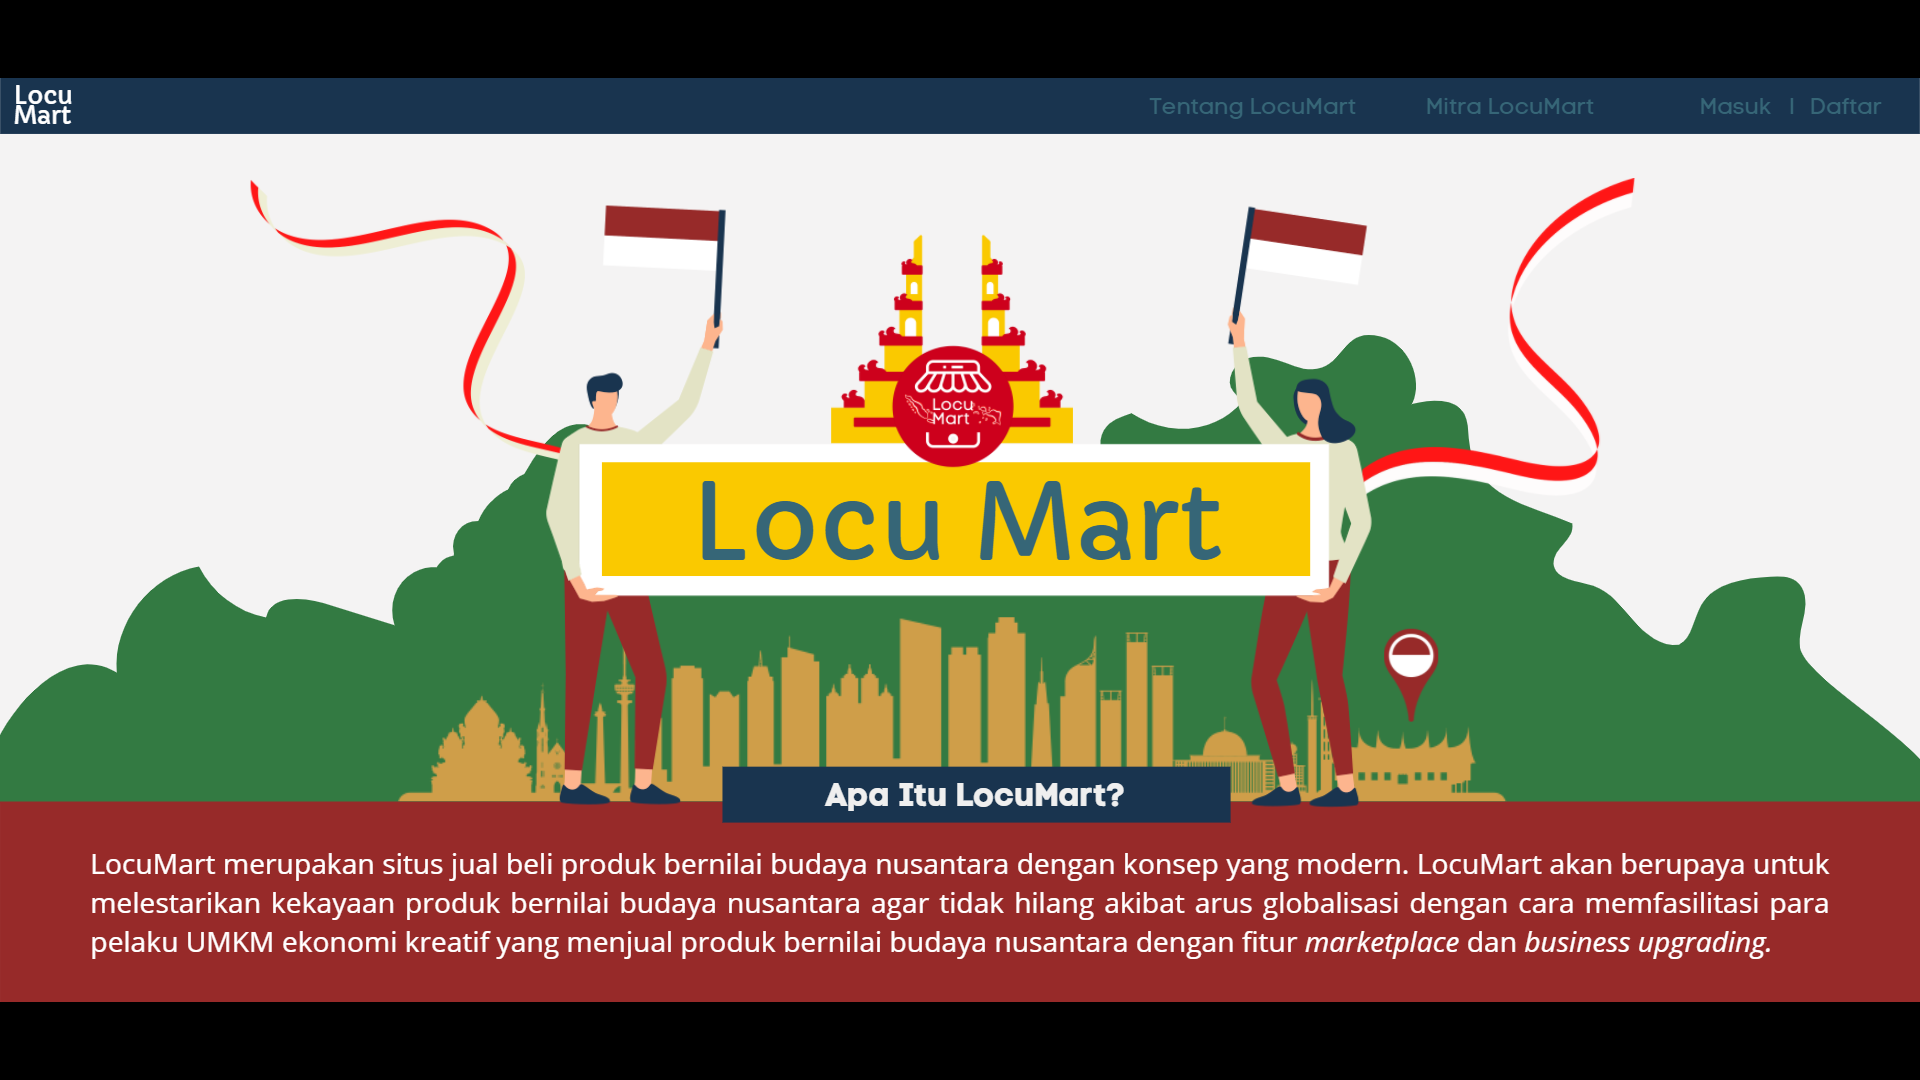 Locu
Mart
Tentang LocuMart
Mitra LocuMart
Masuk | Daftar
Locu
Mart
Locu Mart
Apa Itu LocuMart?
LocuMart merupakan situs jual beli produk bernilai budaya nusantara dengan konsep yang modern. LocuMart akan berupaya untuk
melestarikan kekayaan produk bernilai budaya nusantara agar tidak hilang akibat arus globalisasi dengan cara memfasilitasi para
pelaku UMKM ekonomi kreatif yang menjual produk bernilai budaya nusantara dengan fitur marketplace dan business upgrading.